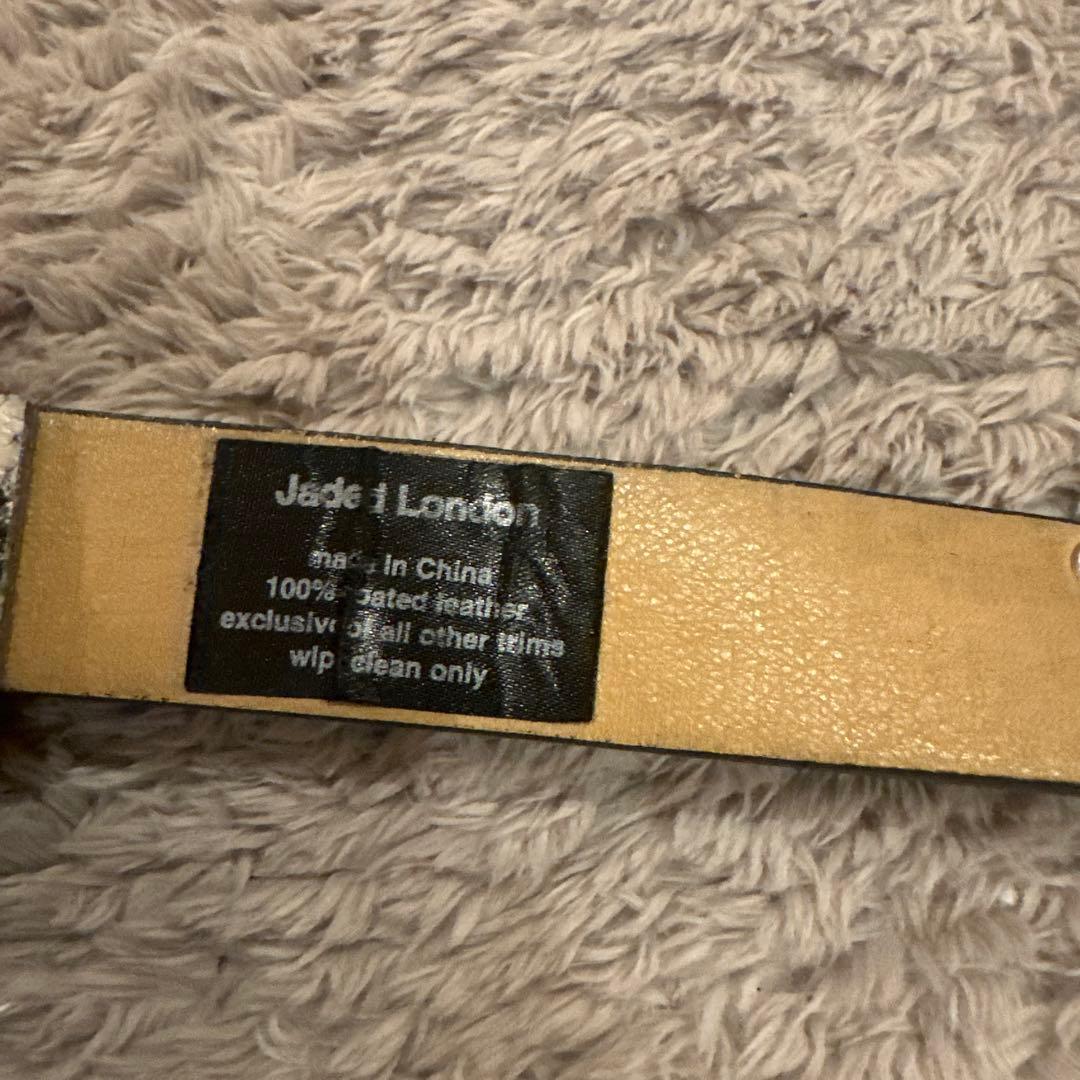 Jaded London
made in China
100% coated leather
exclusive of all other trims
wipe clean only